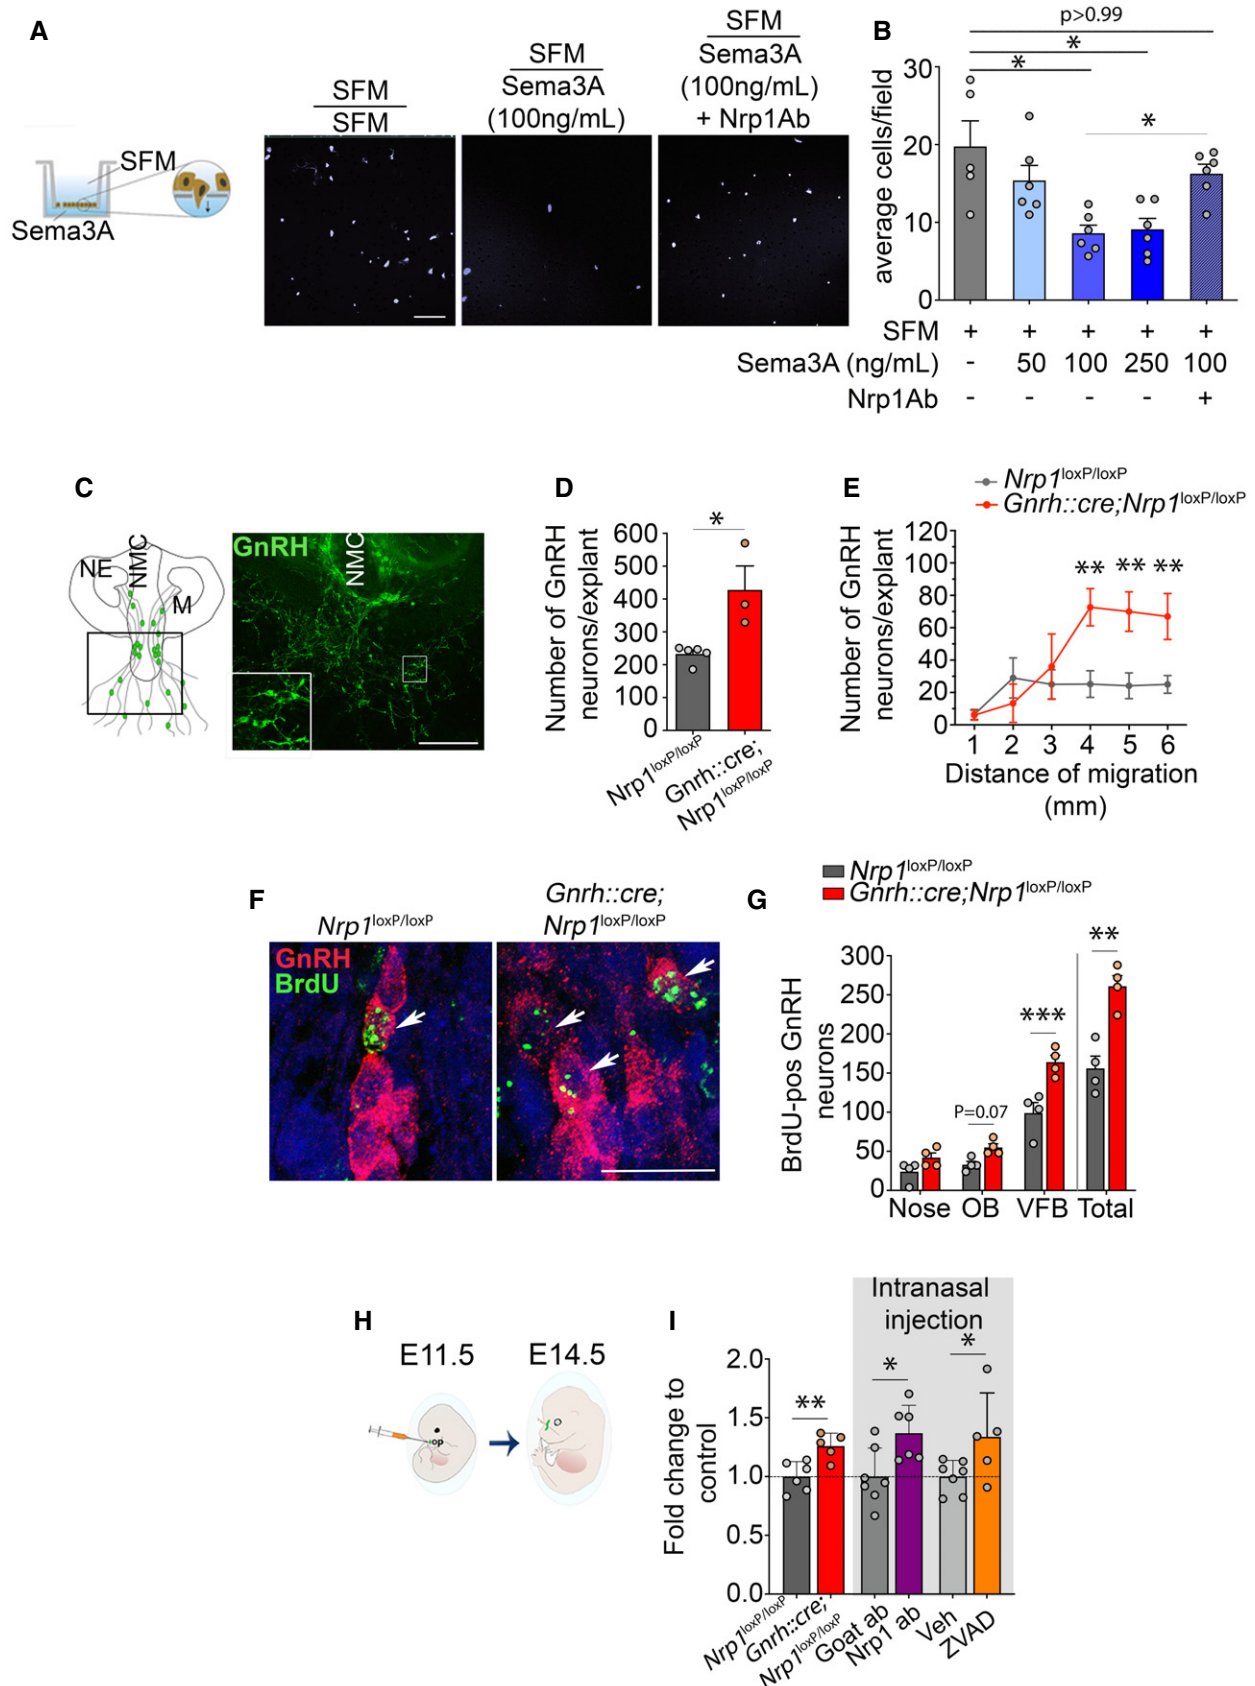 A
SFM
Sema3A
SFM
SFM
SFM
Sema3A
(100ng/mL)
SFM
Sema3A
(100ng/mL)
+ Nrp1Ab
B
p>0.99
*
*
*
average cells/field
30
20
10
0
SFM + + + + +
Sema3A (ng/mL) - 50 100 250 100
Nrp1Ab - - - - +
C
NE
NMC
M
GnRH
NMC
D
*
Number of GnRH
neurons/explant
600
500
400
300
200
100
0
Nrp1loxP/loxP
Gnrh::cre;
Nrp1loxP/loxP
E
Nrp1loxP/loxP
Gnrh::cre;Nrp1loxP/loxP
Number of GnRH
neurons/explant
120
100
80
60
40
20
0
** ** **
1 2 3 4 5 6
Distance of migration
(mm)
F
Nrp1loxP/loxP
Gnrh::cre;
Nrp1loxP/loxP
GnRH
BrdU
G
Nrp1loxP/loxP
Gnrh::cre;Nrp1loxP/loxP
BrdU-pos GnRH
neurons
300
250
200
150
100
50
0
P=0.07
***
**
Nose OB VFB Total
H
E11.5 E14.5
op
I
Intranasal
injection
Fold change to
control
2.0
1.5
1.0
0.5
0.0
**
*
*
Nrp1loxP/loxP
Gnrh::cre;
Nrp1loxP/loxP
Goat ab
Nrp1 ab
Veh
ZVAD